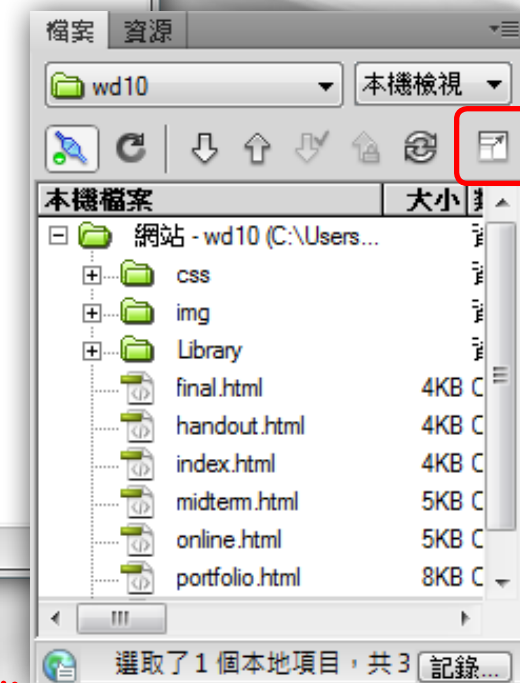 檔案 資源
wd10 本機檢視
本機檔案 大小
網站 - wd10 (C:\Users...
css
img
Library
final.html 4KB
handout.html 4KB
index.html 4KB
midterm.html 5KB
online.html 5KB
portfolio.html 8KB
選取了 1 個本地項目，共 3 記錄...